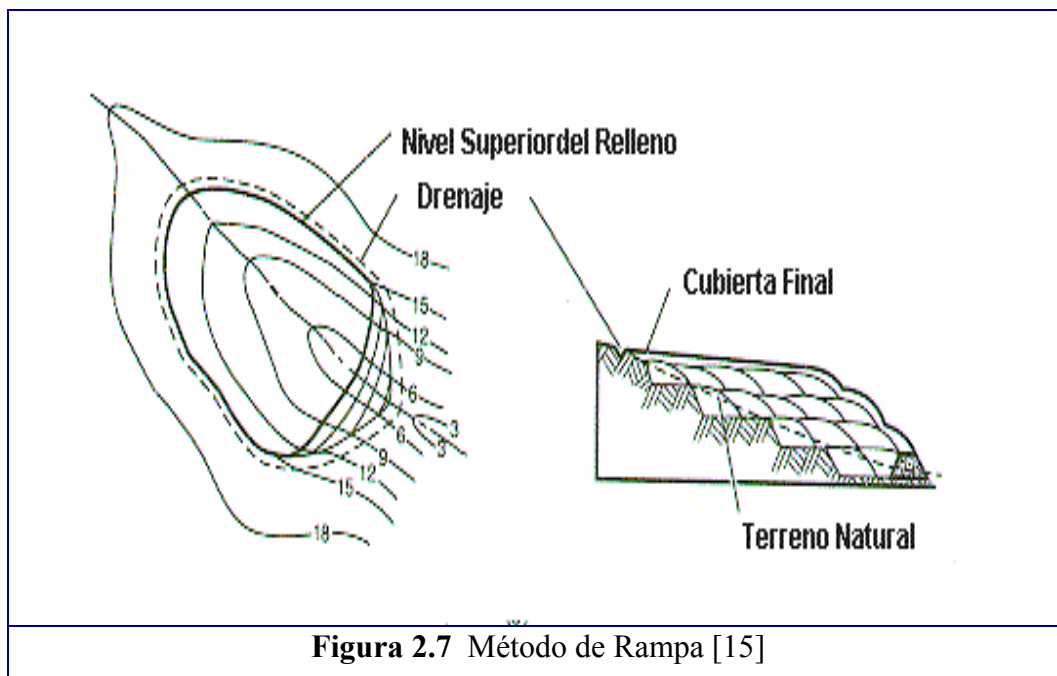 Nivel Superiordel Relleno
Drenaje
18
15
12
9
6
3
3
6
9
12
15
18
Cubierta Final
Terreno Natural
Figura 2.7 Método de Rampa [15]